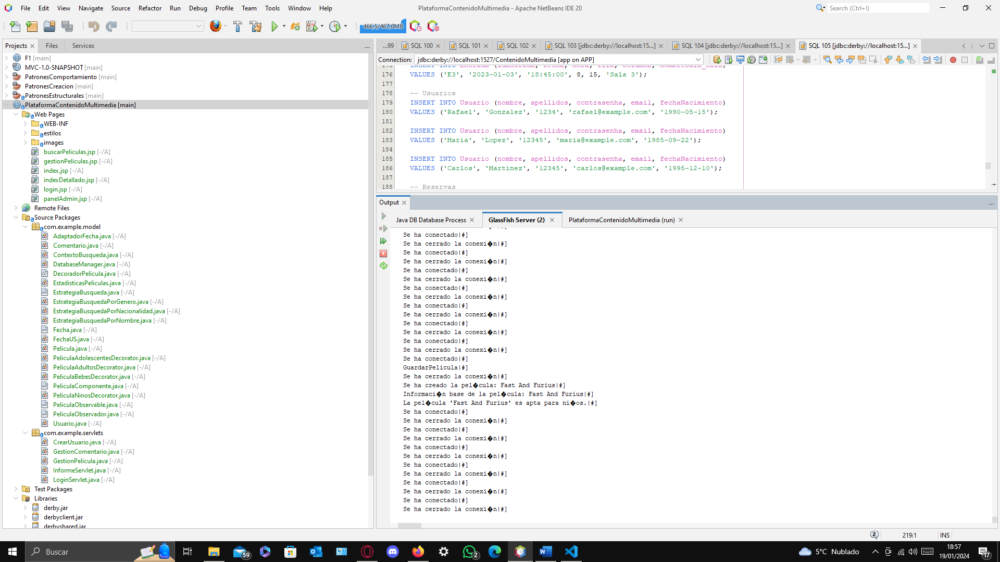 File Edit View Navigate Source Refactor Run Debug Profile Team Tools Window Help
PlataformaContenidoMultimedia - Apache NetBeans IDE 20
Search (Ctrl+I)
466,5/467,0MB
Projects
Files
Services
F1 [main]
MVC-1.0-SNAPSHOT [main]
PatronesComportamiento [main]
PatronesCreacion [main]
PatronesEstructurales [main]
PlataformaContenidoMultimedia [main]
Web Pages
WEB-INF
estilos
images
buscarPeliculas.jsp [-/A]
gestionPeliculas.jsp [-/A]
index.jsp [-/A]
indexDetallado.jsp [-/A]
login.jsp [-/A]
panelAdmin.jsp [-/A]
Remote Files
Source Packages
com.example.model
AdaptadorFecha.java [-/A]
Comentario.java [-/A]
ContextoBusqueda.java [-/A]
DatabaseManager.java [-/A]
DecoradorPelicula.java [-/A]
EstadisticasPeliculas.java [-/A]
EstrategiaBusqueda.java [-/A]
EstrategiaBusquedaPorGenero.java [-/A]
EstrategiaBusquedaPorNacionalidad.java [-/A]
EstrategiaBusquedaPorNombre.java [-/A]
Fecha.java [-/A]
FechaUS.java [-/A]
Pelicula.java [-/A]
PeliculaAdolescentesDecorator.java [-/A]
PeliculaAdultosDecorator.java [-/A]
PeliculaBebesDecorator.java [-/A]
PeliculaComponente.java [-/A]
PeliculaNinosDecorator.java [-/A]
PeliculaObservable.java [-/A]
PeliculaObservador.java [-/A]
Usuario.java [-/A]
com.example.servlets
CrearUsuario.java [-/A]
GestionComentario.java [-/A]
GestionPelicula.java [-/A]
InformeServlet.java [-/A]
LoginServlet.java [-/A]
Test Packages
Libraries
derby.jar
derbyclient.jar
derbyshared.jar
...99 SQL 100 SQL 101 SQL 102 SQL 103 [jdbc:derby://localhost:15...] SQL 104 [jdbc:derby://localhost:15...] SQL 105 [jdbc:derby://localhost:15...]
Connection: jdbc:derby://localhost:1527/ContenidoMultimedia [app on APP]
175 INSERT INTO Entrada (idEntrada, fecha, hora, fila, columna, nombreSala_Sala)
176 VALUES ('E3', '2023-01-03', '18:45:00', 8, 15, 'Sala 3');
177
178 -- Usuarios
179 INSERT INTO Usuario (nombre, apellidos, contrasenha, email, fechaNacimiento)
180 VALUES ('Rafael', 'Gonzalez', '1234', 'rafael@example.com', '1990-05-15');
181
182 INSERT INTO Usuario (nombre, apellidos, contrasenha, email, fechaNacimiento)
183 VALUES ('Maria', 'Lopez', '12345', 'maria@example.com', '1985-09-22');
184
185 INSERT INTO Usuario (nombre, apellidos, contrasenha, email, fechaNacimiento)
186 VALUES ('Carlos', 'Martinez', '12345', 'carlos@example.com', '1995-12-10');
187
188 -- Reservas
Output
Java DB Database Process GlassFish Server (2) PlataformaContenidoMultimedia (run)
Se ha conectado|#]
Se ha cerrado la conexi�n|#]
Se ha conectado|#]
Se ha cerrado la conexi�n|#]
Se ha conectado|#]
Se ha cerrado la conexi�n|#]
Se ha conectado|#]
Se ha cerrado la conexi�n|#]
Se ha conectado|#]
Se ha cerrado la conexi�n|#]
Se ha conectado|#]
Se ha cerrado la conexi�n|#]
Se ha conectado|#]
Se ha cerrado la conexi�n|#]
Se ha conectado|#]
GuardarPelicula|#]
Se ha cerrado la conexi�n|#]
Se ha creado la pel�cula: Fast And Furius|#]
Informaci�n base de la pel�cula: Fast And Furius|#]
La pel�cula 'Fast And Furius' es apta para ni�os.|#]
Se ha conectado|#]
Se ha cerrado la conexi�n|#]
Se ha conectado|#]
Se ha cerrado la conexi�n|#]
Se ha conectado|#]
Se ha cerrado la conexi�n|#]
Se ha conectado|#]
Se ha cerrado la conexi�n|#]
Se ha conectado|#]
Se ha cerrado la conexi�n|#]
Se ha conectado|#]
Se ha cerrado la conexi�n|#]
2 219:1 INS
Buscar
59
2
5°C Nublado
18:57
19/01/2024
17